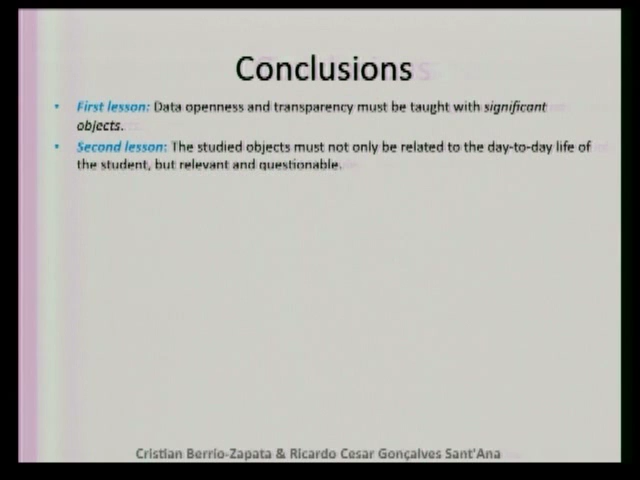 Conclusions
• First lesson: Data openness and transparency must be taught with significant
objects.
• Second lesson: The studied objects must not only be related to the day-to-day life of
the student, but relevant and questionable.
Cristian Berrio-Zapata & Ricardo Cesar Gonçalves Sant'Ana